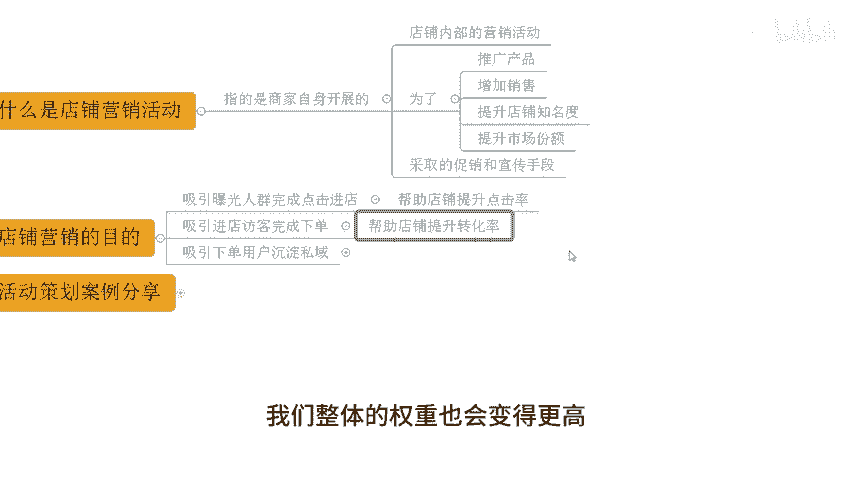 店铺内部的营销活动
推广产品
增加销售
什么是店铺营销活动
指的是商家自身开展的
为了
提升店铺知名度
提升市场份额
采取的促销和宣传手段
吸引曝光人群完成点击进店
帮助店铺提升点击率
店铺营销的目的
吸引进店访客完成下单
帮助店铺提升转化率
吸引下单用户沉淀私域
活动策划案例分享
我们整体的权重也会变得更高